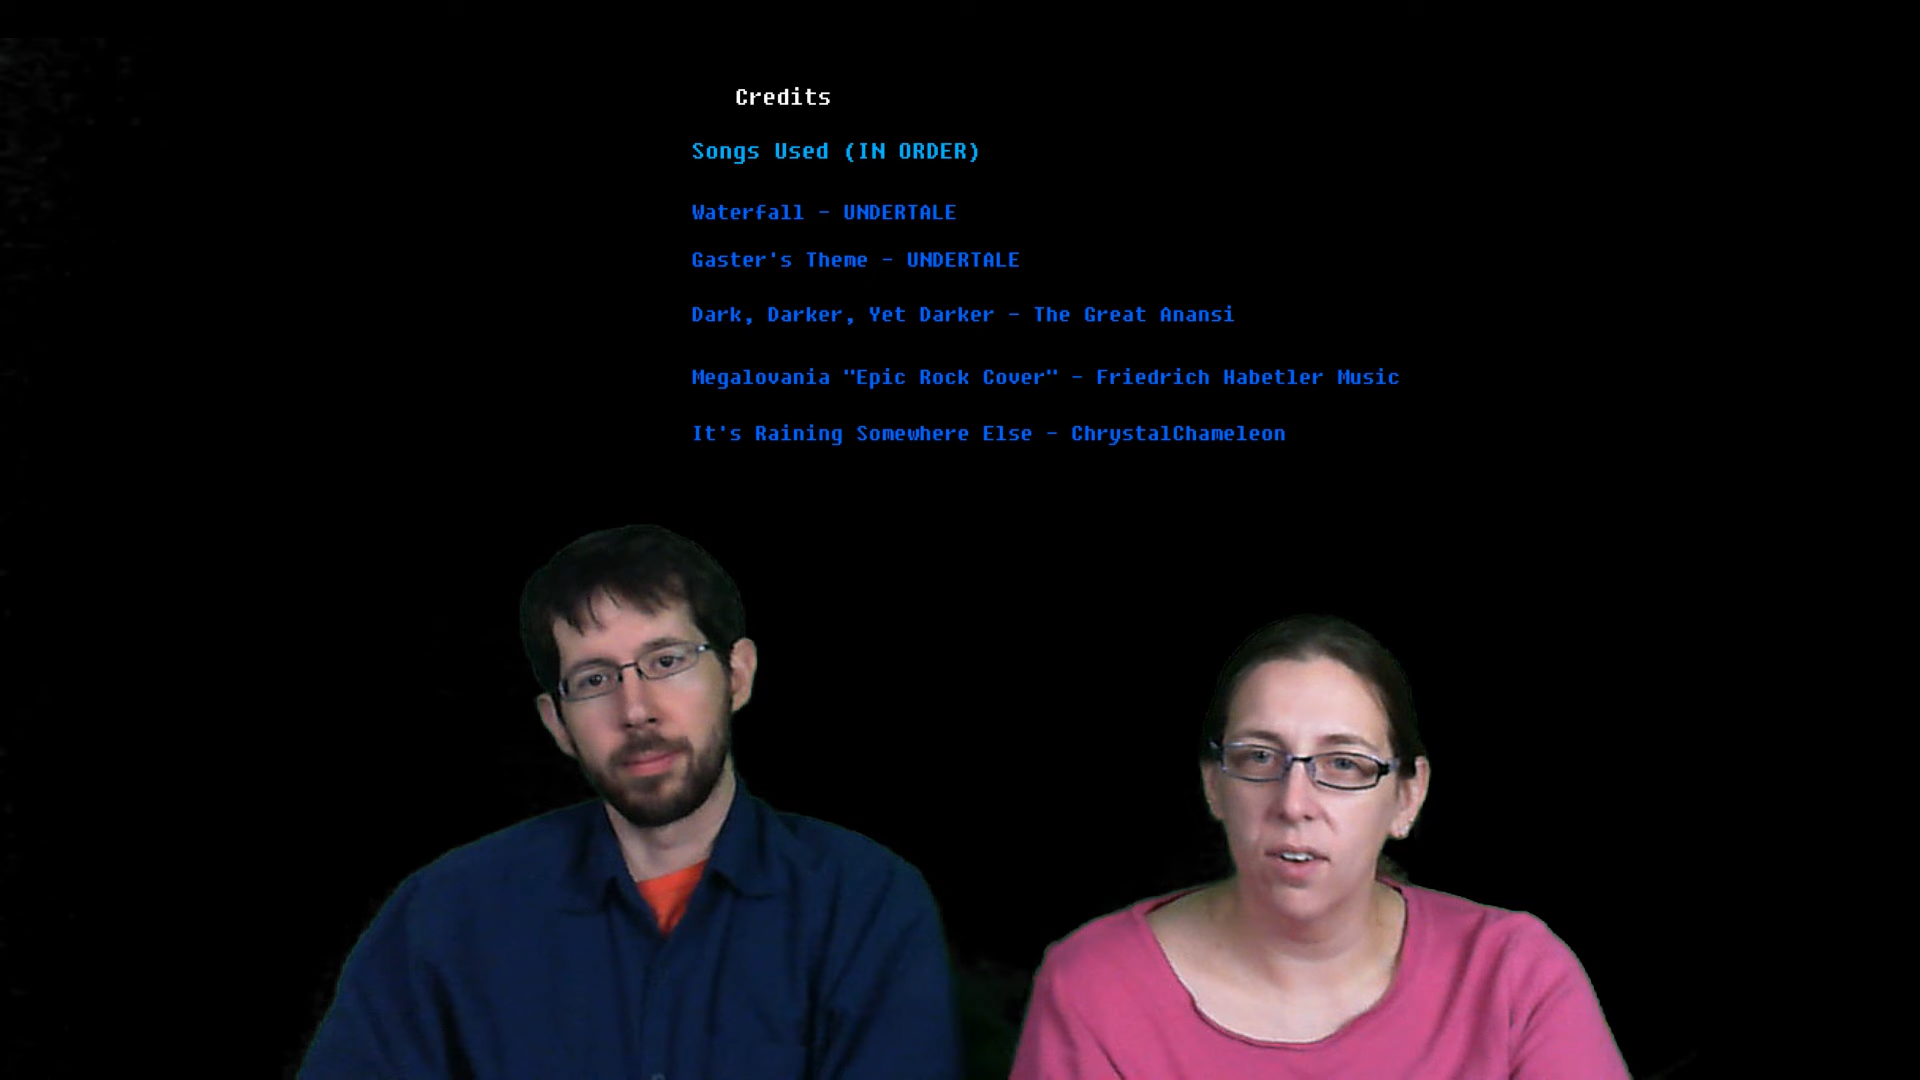 Credits
Songs Used (IN ORDER)
Waterfall - UNDERTALE
Gaster's Theme - UNDERTALE
Dark, Darker, Yet Darker - The Great Anansi
Megalovania "Epic Rock Cover" - Friedrich Habetler Music
It's Raining Somewhere Else - ChrystalChameleon